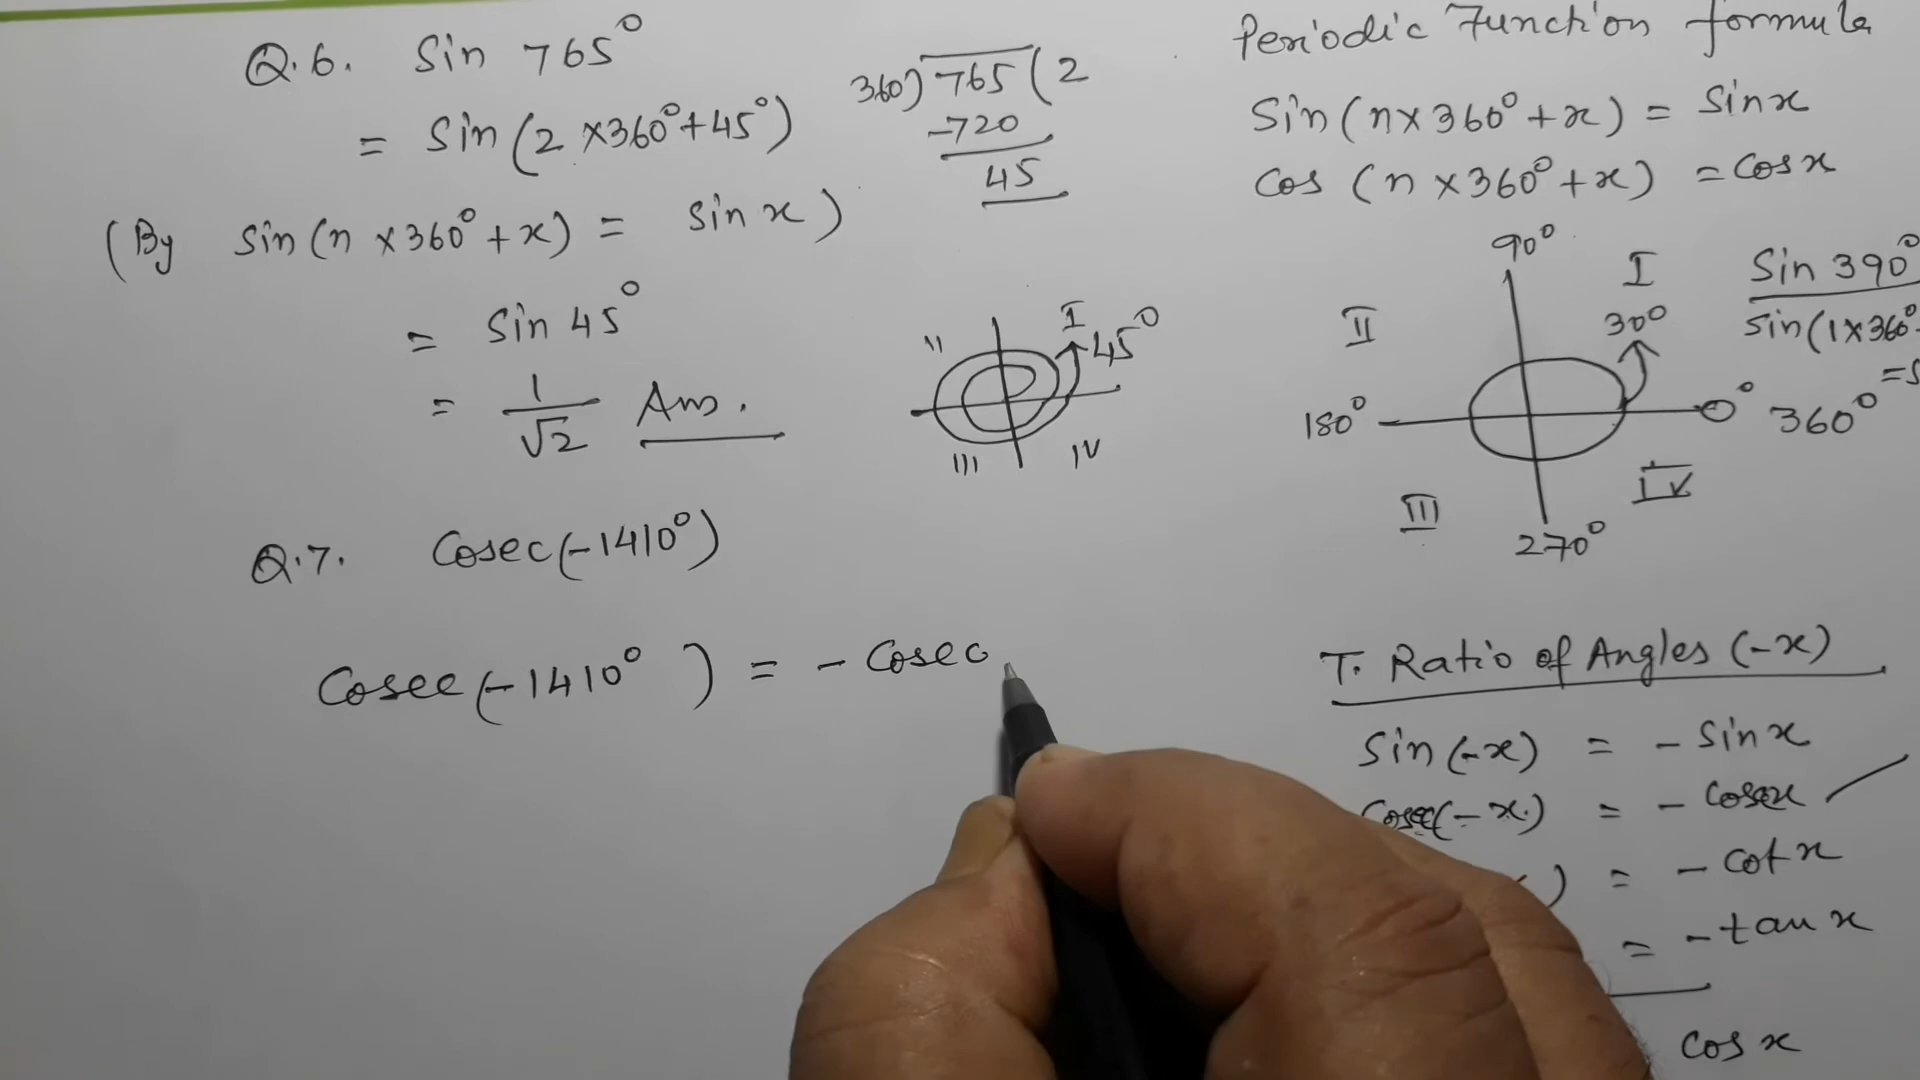 Q.6. Sin 765°
= Sin (2 × 360° + 45°)
(By Sin (n × 360° + x) = Sin x)
= Sin 45°
= 1/√2 Ans.
360) 765 (2
-720
45
I 45°
II
III
IV
Q.7. Cosec (-1410°)
Cosec (-1410°) = - Cosec
Periodic Function formula
Sin (n × 360° + x) = Sin x
Cos (n × 360° + x) = Cos x
90°
I
II
30°
180°
0° 360°
III
IV
270°
Sin 390°
Sin (1 × 360°
= S
T. Ratio of Angles (-x)
Sin (-x) = - Sin x
Cosec (-x) = - Cosec x
) = - Cot x
= - tan x
Cos x